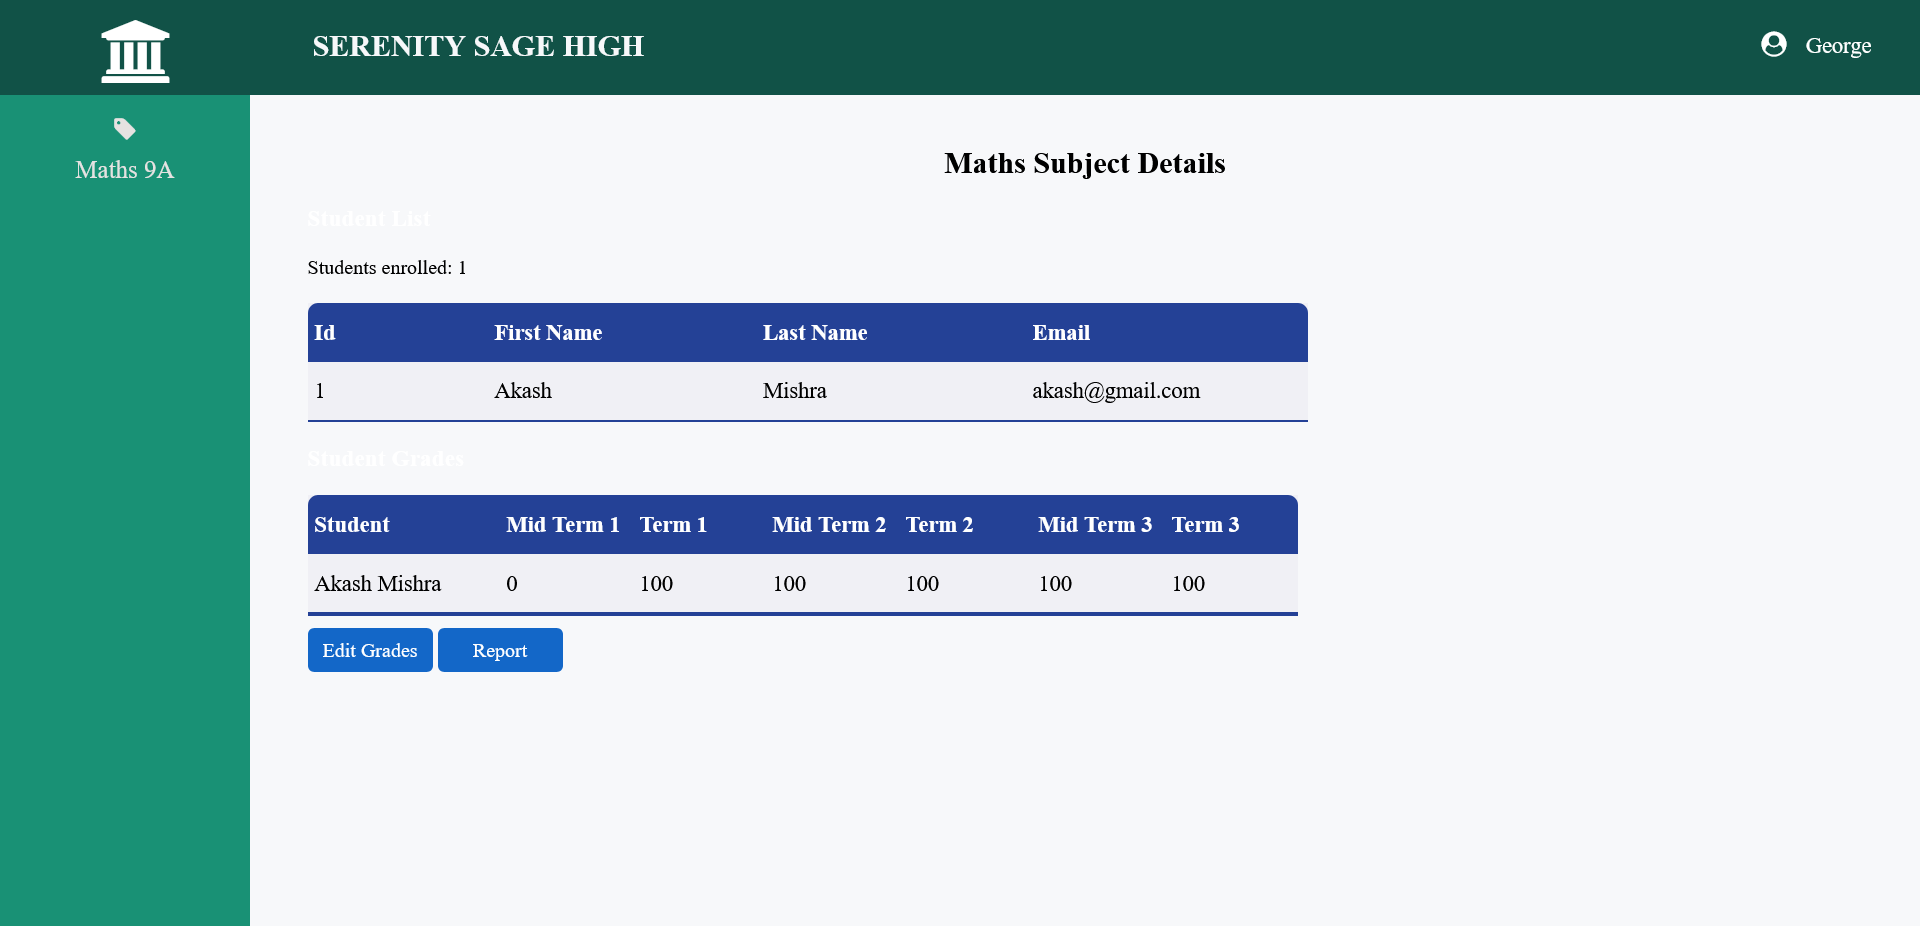 SERENITY SAGE HIGH
George
Maths 9A
Maths Subject Details
Student List
Students enrolled: 1
Id First Name Last Name Email
1 Akash Mishra akash@gmail.com
Student Grades
Student Mid Term 1 Term 1 Mid Term 2 Term 2 Mid Term 3 Term 3
Akash Mishra 0 100 100 100 100 100
Edit Grades Report